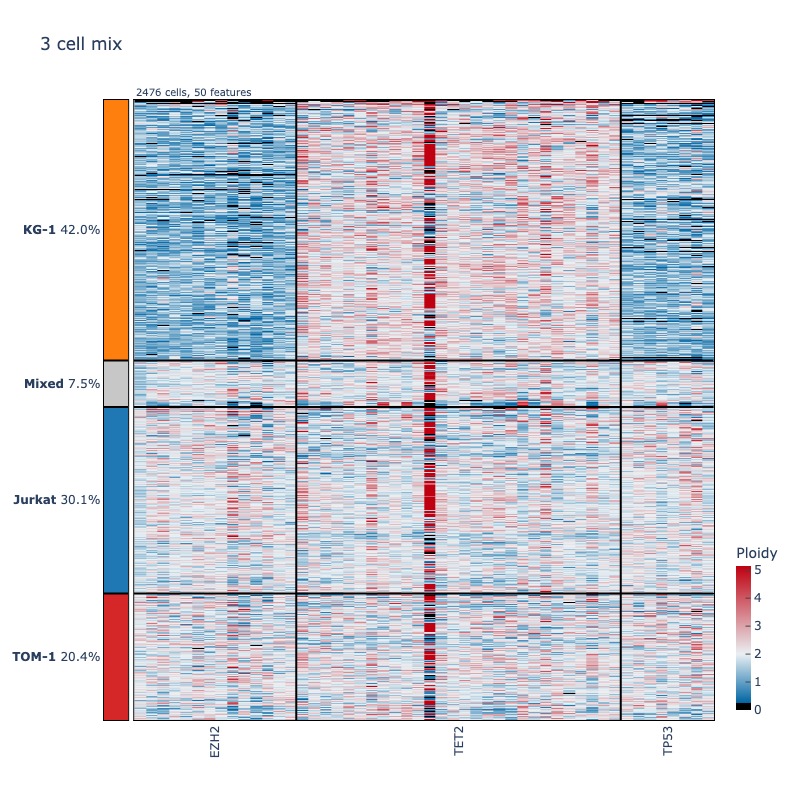 3 cell mix
2476 cells, 50 features
KG-1 42.0%
Mixed 7.5%
Jurkat 30.1%
TOM-1 20.4%
Ploidy
5
4
3
2
1
0
EZH2
TET2
TP53